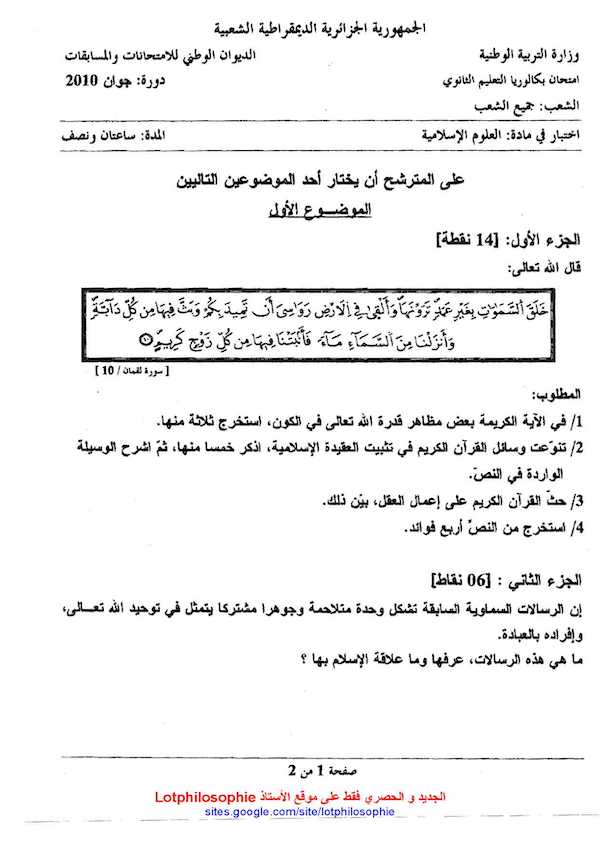 الجمهورية الجزائرية الديمقراطية الشعبية
وزارة التربية الوطنية الديوان الوطني للامتحانات والمسابقات
امتحان بكالوريا التعليم الثانوي دورة: جوان 2010
الشعب: جميع الشعب
اختبار في مادة: العلوم الإسلامية المدة: ساعتان ونصف
على المترشح أن يختار أحد الموضوعين التاليين
الموضـــوع الأول
الجزء الأول: [14 نقطة]
قال الله تعالى:
خَلَقَ ٱلسَّمَٰوَٰتِ بِغَيْرِ عَمَدٍ تَرَوْنَهَا وَأَلْقَىٰ فِي ٱلْأَرْضِ رَوَٰسِيَ أَن تَمِيدَ بِكُمْ وَبَثَّ فِيهَا مِن كُلِّ دَآبَّةٍ
وَأَنزَلْنَا مِنَ ٱلسَّمَآءِ مَآءً فَأَنۢبَتْنَا فِيهَا مِن كُلِّ زَوْجٍ كَرِيمٍ ١٠
[ سورة لقمان / 10 ]
المطلوب:
1/ في الآية الكريمة بعض مظاهر قدرة الله تعالى في الكون، استخرج ثلاثة منها.
2/ تنوّعت وسائل القرآن الكريم في تثبيت العقيدة الإسلامية، اذكر خمسا منها، ثمّ اشرح الوسيلة
الواردة في النصّ.
3/ حثّ القرآن الكريم على إعمال العقل، بيّن ذلك.
4/ استخرج من النصِّ أربع فوائد.
الجزء الثاني : [06 نقاط]
إن الرسالات السماوية السابقة تشكل وحدة متلاحمة وجوهرا مشتركا يتمثل في توحيد الله تعـــالى،
وإفراده بالعبادة.
ما هي هذه الرسالات، عرفها وما علاقة الإسلام بها ؟
صفحة 1 من 2
الجديد و الحصري فقط على موقع الأستاذ Lotphilosophie
sites.google.com/site/lotphilosophie